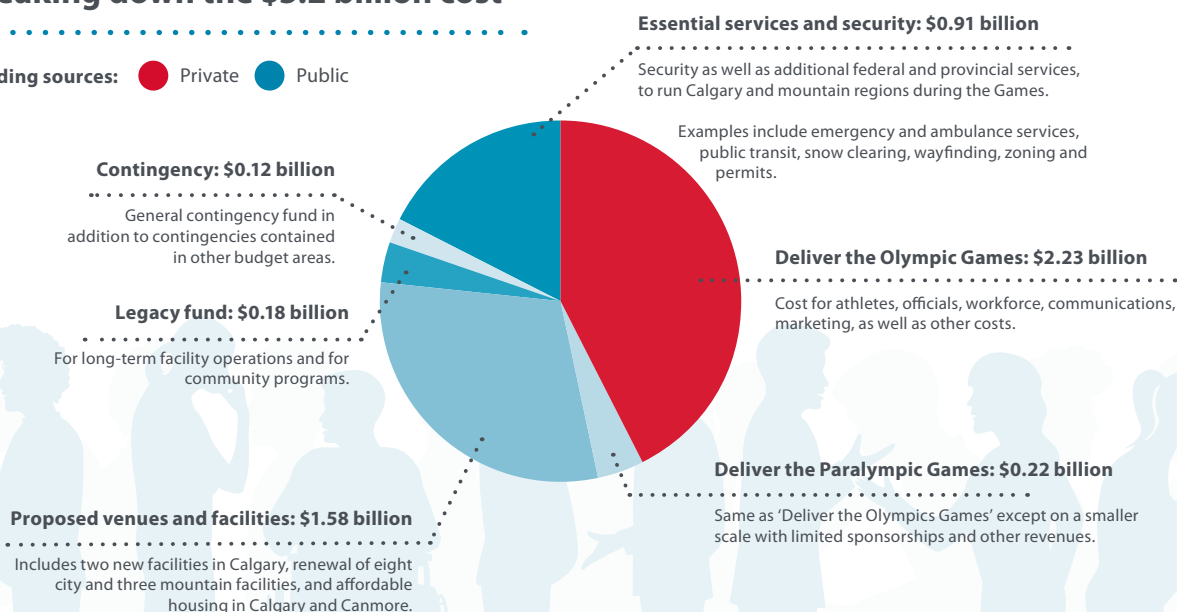 down the $5.2 billion cost
sources:
Private
Public
Essential services and security: $0.91 billion
Security as well as additional federal and provincial services,
to run Calgary and mountain regions during the Games.
Examples include emergency and ambulance services,
public transit, snow clearing, wayfinding, zoning and
permits.
Contingency: $0.12 billion
General contingency fund in
addition to contingencies contained
in other budget areas.
Deliver the Olympic Games: $2.23 billion
Cost for athletes, officials, workforce, communications,
marketing, as well as other costs.
Legacy fund: $0.18 billion
For long-term facility operations and for
community programs.
Deliver the Paralympic Games: $0.22 billion
Same as ‘Deliver the Olympics Games’ except on a smaller
scale with limited sponsorships and other revenues.
Proposed venues and facilities: $1.58 billion
Includes two new facilities in Calgary, renewal of eight
city and three mountain facilities, and affordable
housing in Calgary and Canmore.